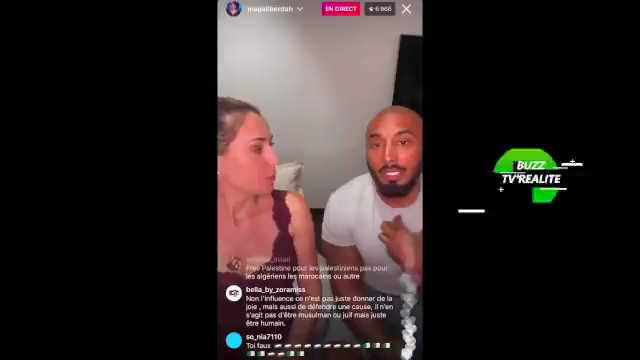 magaliberdah
EN DIRECT
6 966
BUZZ
TV'REALITE
Free Palestine pour les palestiniens pas pour
les algériens les marocains ou autre
bella_by_zoramiss
Non l'influence ce n'est pas juste donner de la
joie , mais aussi de défendre une cause, il n'en
s'agit pas d'être musulman ou juif mais juste
être humain.
so_nia7110
Toi faux